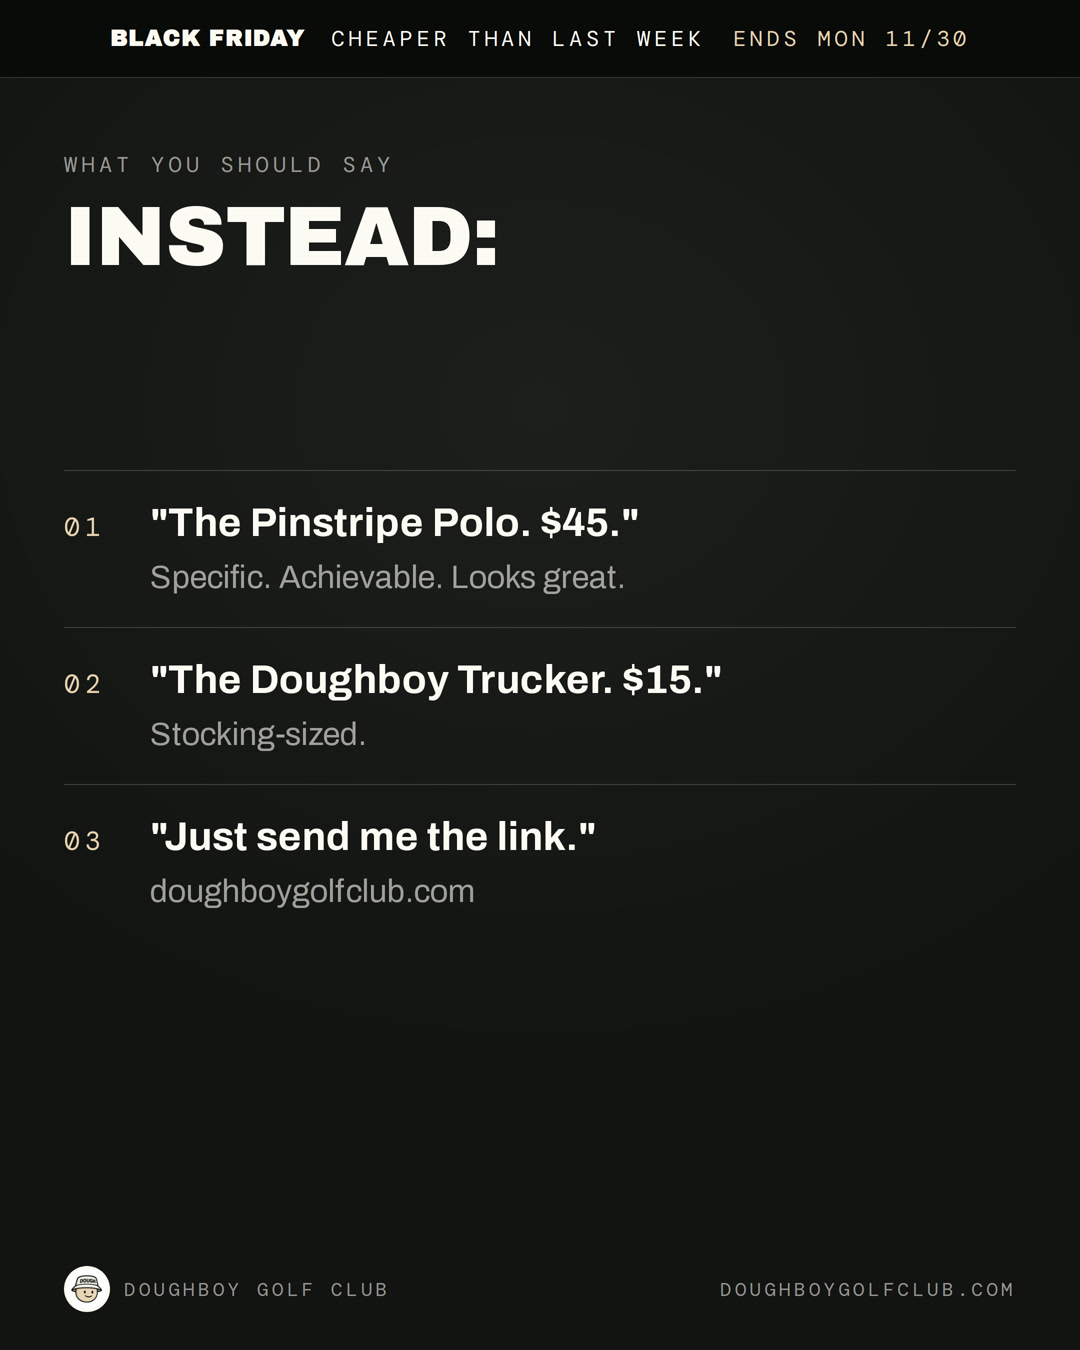 BLACK FRIDAY CHEAPER THAN LAST WEEK ENDS MON 11/30
WHAT YOU SHOULD SAY
INSTEAD:
01 "The Pinstripe Polo. $45."
Specific. Achievable. Looks great.
02 "The Doughboy Trucker. $15."
Stocking-sized.
03 "Just send me the link."
doughboygolfclub.com
DOUGH
DOUGHBOY GOLF CLUB DOUGHBOYGOLFCLUB.COM